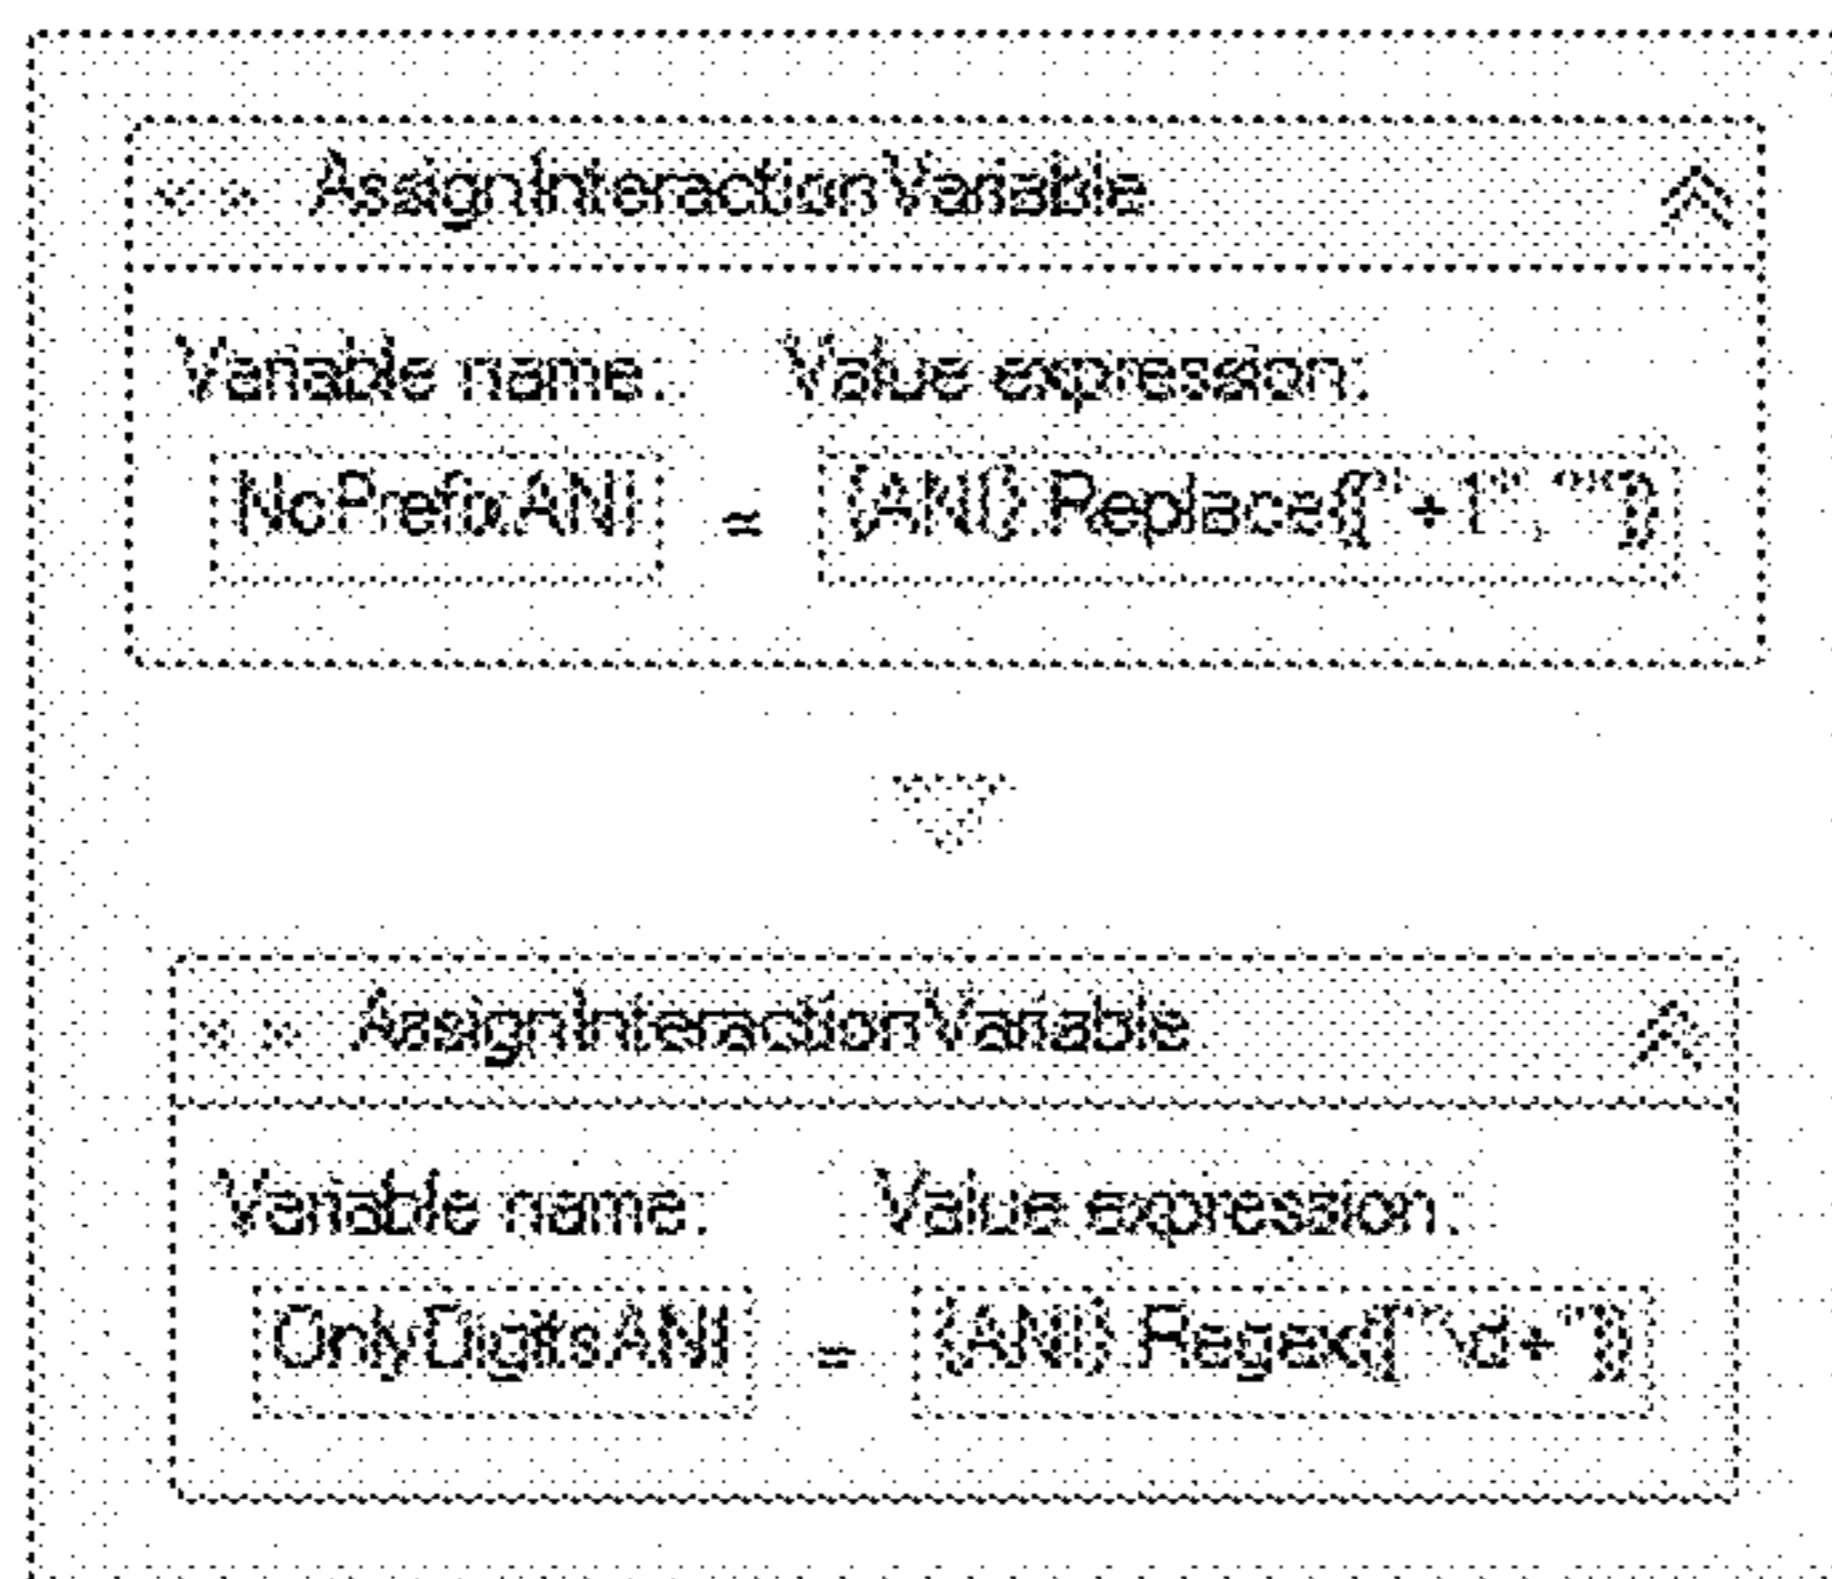 AssignInteractionVariable
Variable name: Value expression:
NoPrefixANI = {ANI}.Replace(["+1", ""])
AssignInteractionVariable
Variable name: Value expression:
OnlyDigitsANI = {ANI}.Regex(["\d+"])